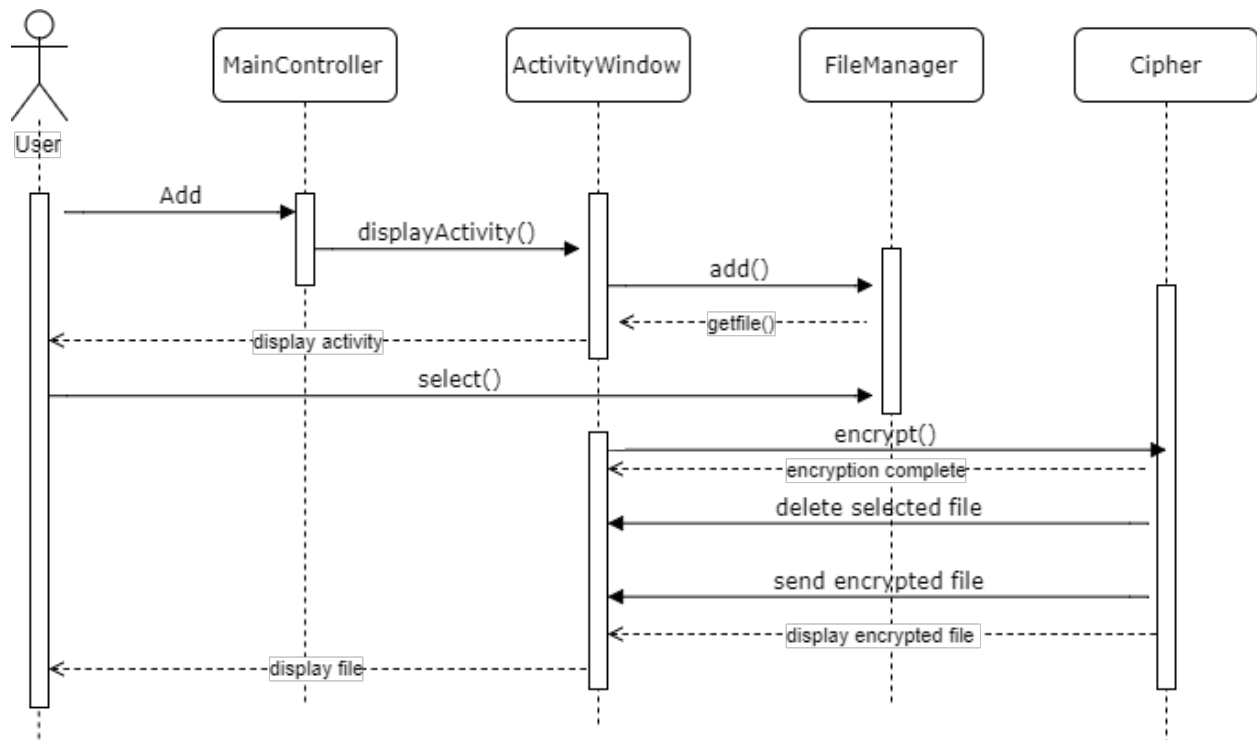 MainController
ActivityWindow
FileManager
Cipher
User
Add
displayActivity()
add()
getfile()
display activity
select()
encrypt()
encryption complete
delete selected file
send encrypted file
display encrypted file
display file